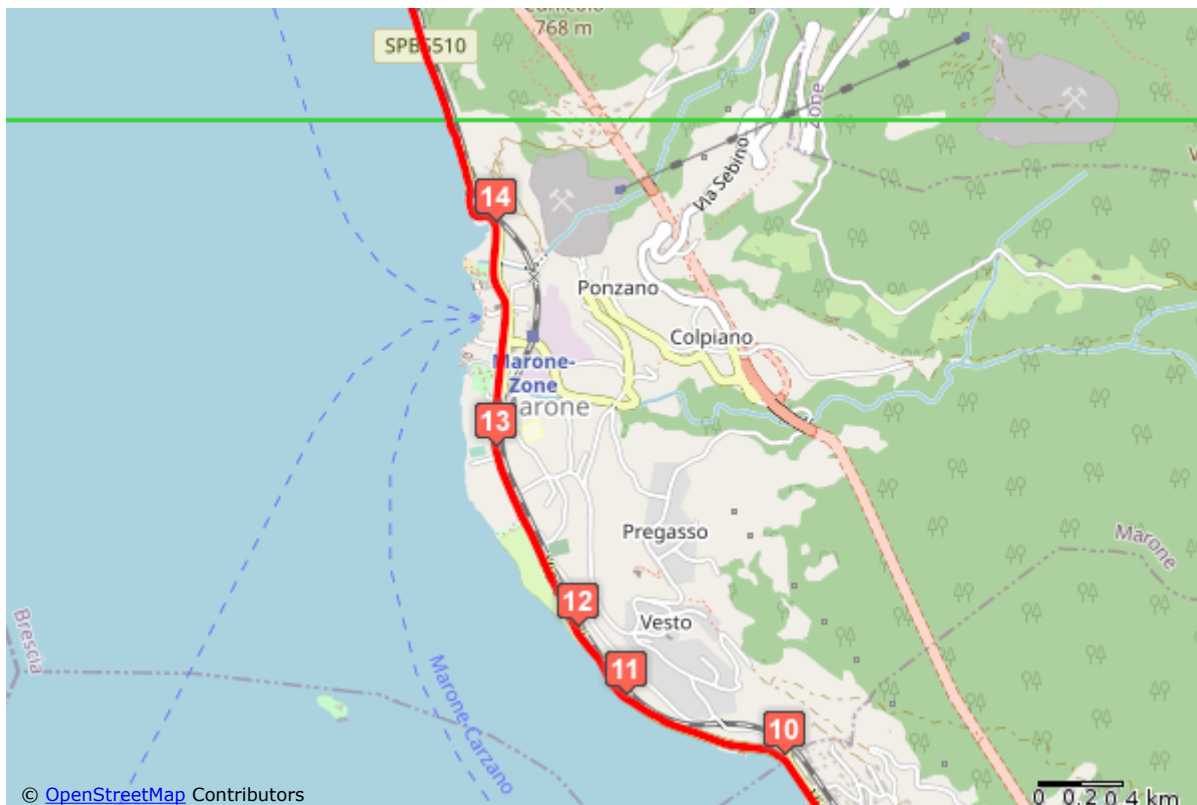 768 m
SPBS510
Zone
14
Via Sebino
Ponzano
Colpiano
Marone-
Zone
Marone
13
Pregasso
Marone
12
Vesto
11
Brescia
Marone-Carzano
10
© OpenStreetMap Contributors
0 0.2 0.4 km